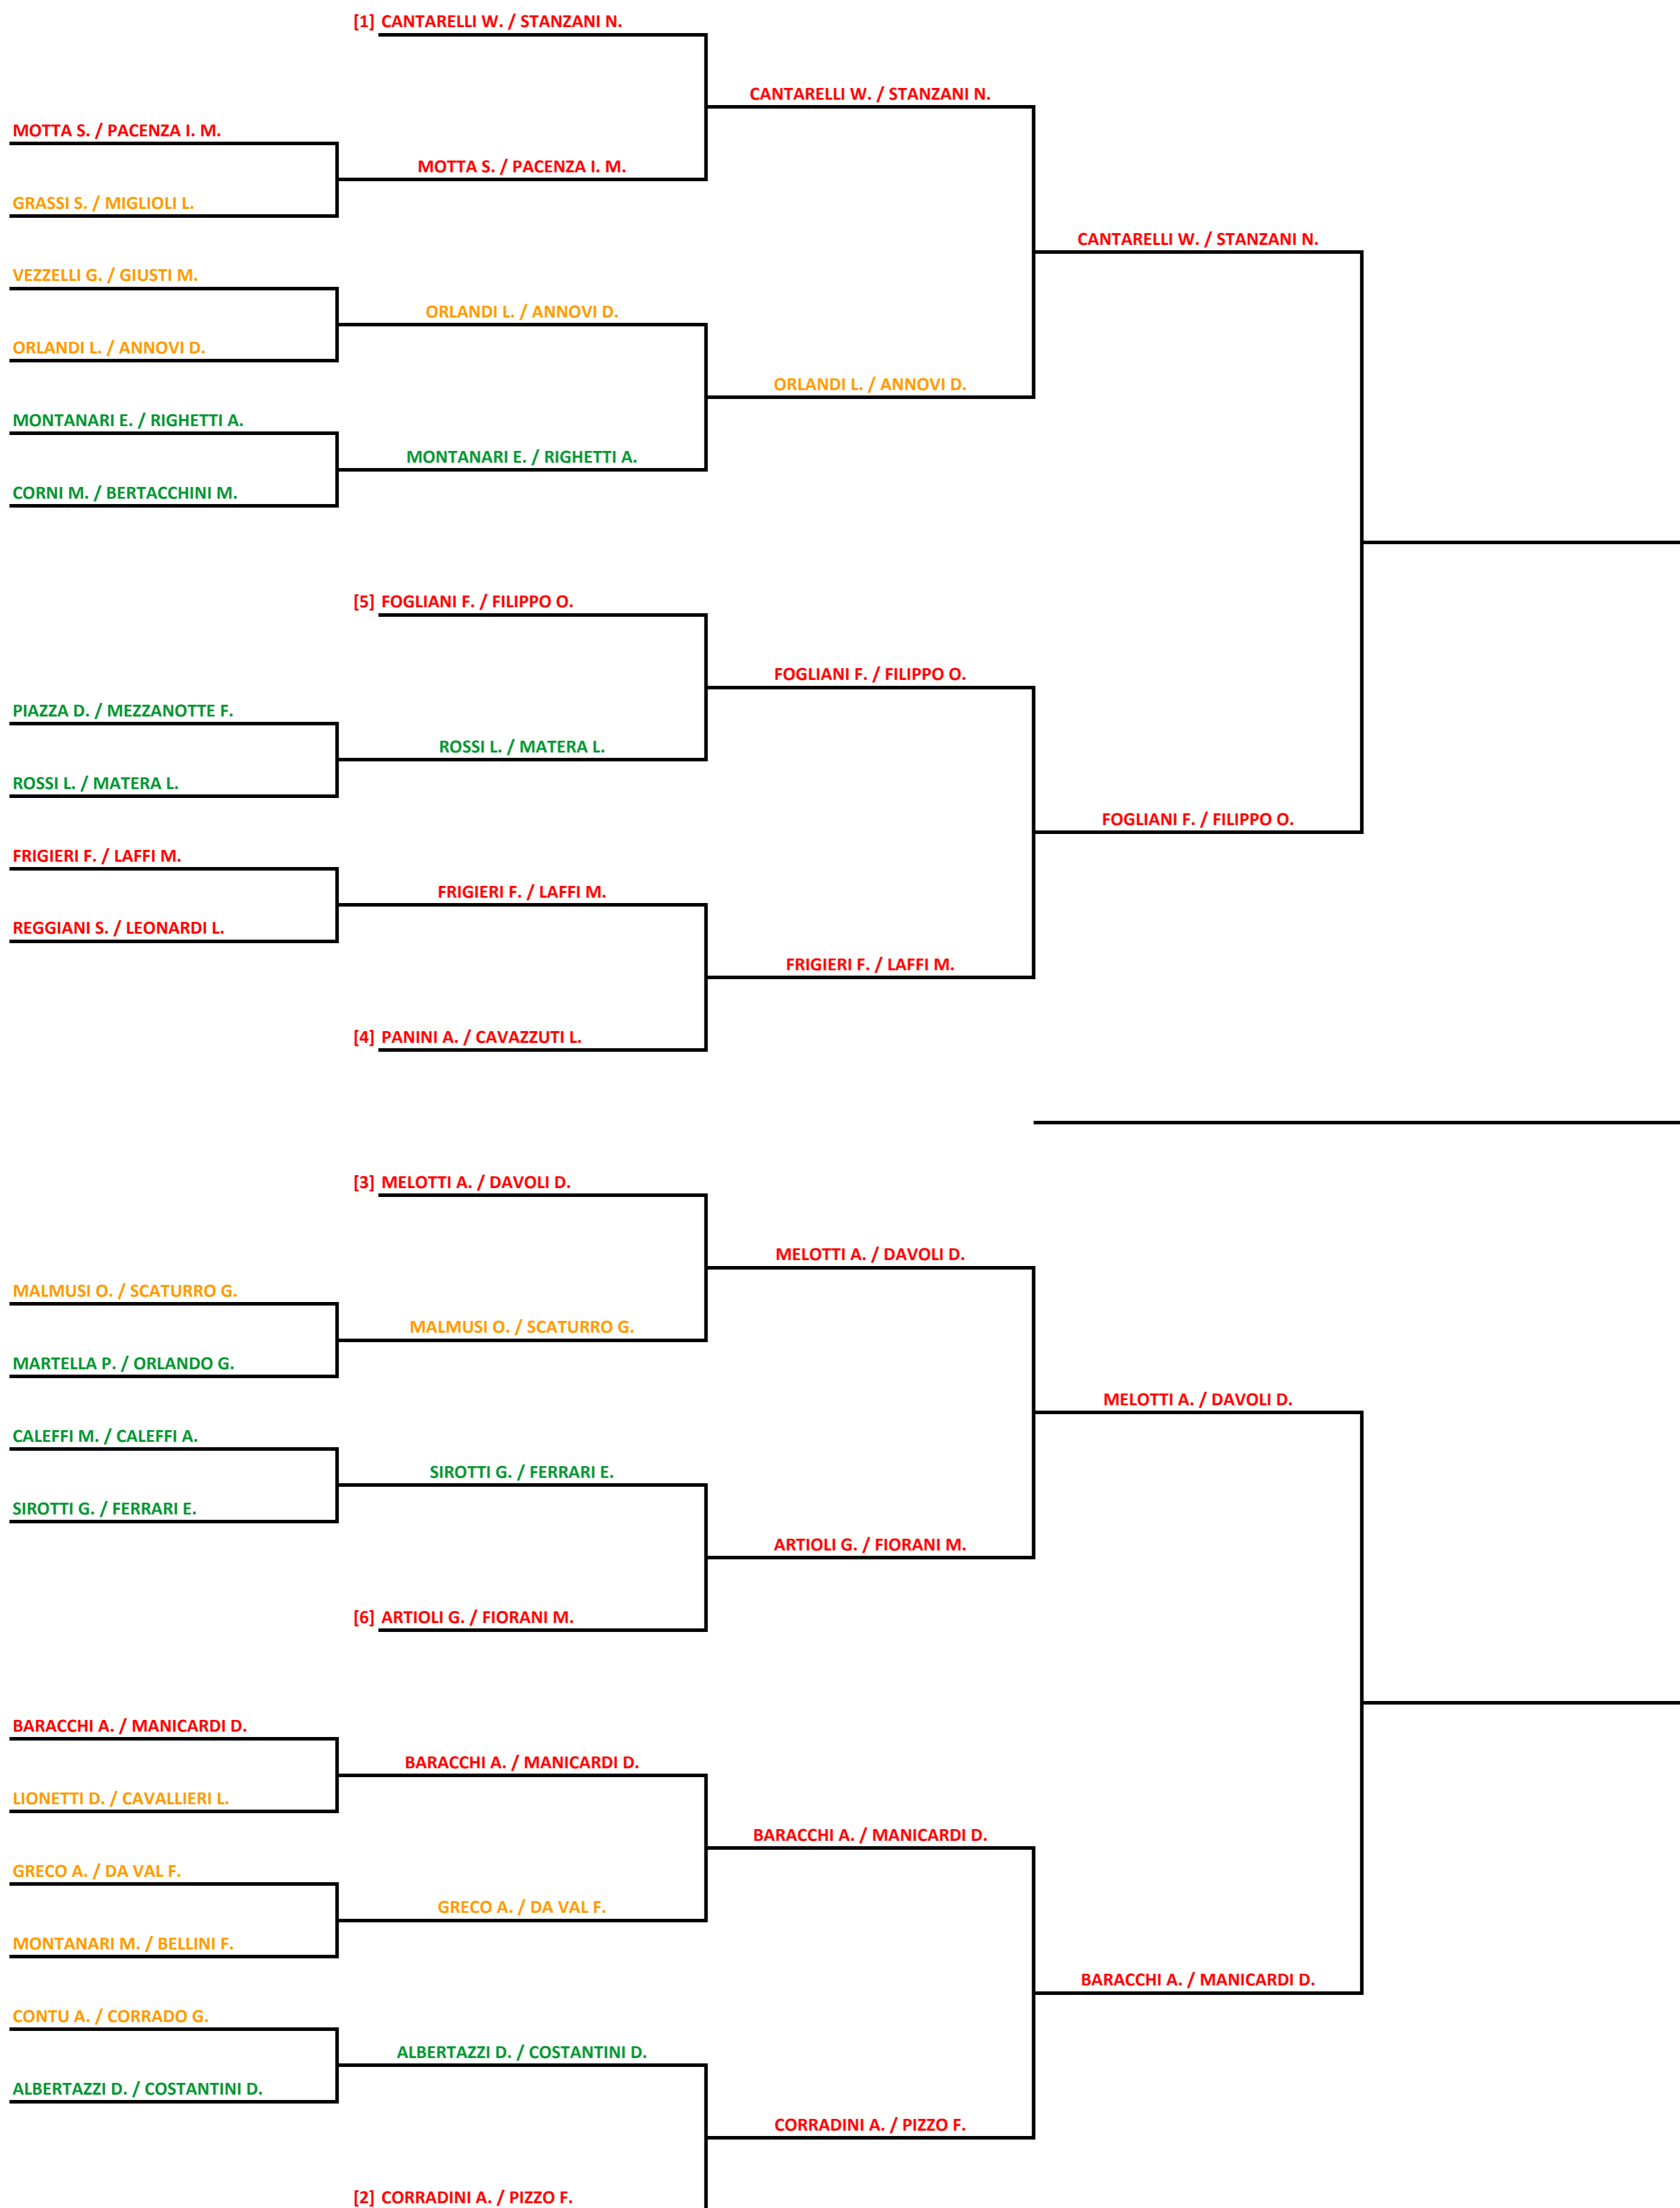 [1] CANTARELLI W. / STANZANI N.
CANTARELLI W. / STANZANI N.
MOTTA S. / PACENZA I. M.
MOTTA S. / PACENZA I. M.
GRASSI S. / MIGLIOLI L.
CANTARELLI W. / STANZANI N.
VEZZELLI G. / GIUSTI M.
ORLANDI L. / ANNOVI D.
ORLANDI L. / ANNOVI D.
ORLANDI L. / ANNOVI D.
MONTANARI E. / RIGHETTI A.
MONTANARI E. / RIGHETTI A.
CORNI M. / BERTACCHINI M.
[5] FOGLIANI F. / FILIPPO O.
FOGLIANI F. / FILIPPO O.
PIAZZA D. / MEZZANOTTE F.
ROSSI L. / MATERA L.
ROSSI L. / MATERA L.
FOGLIANI F. / FILIPPO O.
FRIGIERI F. / LAFFI M.
FRIGIERI F. / LAFFI M.
REGGIANI S. / LEONARDI L.
FRIGIERI F. / LAFFI M.
[4] PANINI A. / CAVAZZUTI L.
[3] MELOTTI A. / DAVOLI D.
MELOTTI A. / DAVOLI D.
MALMUSI O. / SCATURRO G.
MALMUSI O. / SCATURRO G.
MARTELLA P. / ORLANDO G.
MELOTTI A. / DAVOLI D.
CALEFFI M. / CALEFFI A.
SIROTTI G. / FERRARI E.
SIROTTI G. / FERRARI E.
ARTIOLI G. / FIORANI M.
[6] ARTIOLI G. / FIORANI M.
BARACCHI A. / MANICARDI D.
BARACCHI A. / MANICARDI D.
LIONETTI D. / CAVALLIERI L.
BARACCHI A. / MANICARDI D.
GRECO A. / DA VAL F.
GRECO A. / DA VAL F.
MONTANARI M. / BELLINI F.
BARACCHI A. / MANICARDI D.
CONTU A. / CORRADO G.
ALBERTAZZI D. / COSTANTINI D.
ALBERTAZZI D. / COSTANTINI D.
CORRADINI A. / PIZZO F.
[2] CORRADINI A. / PIZZO F.